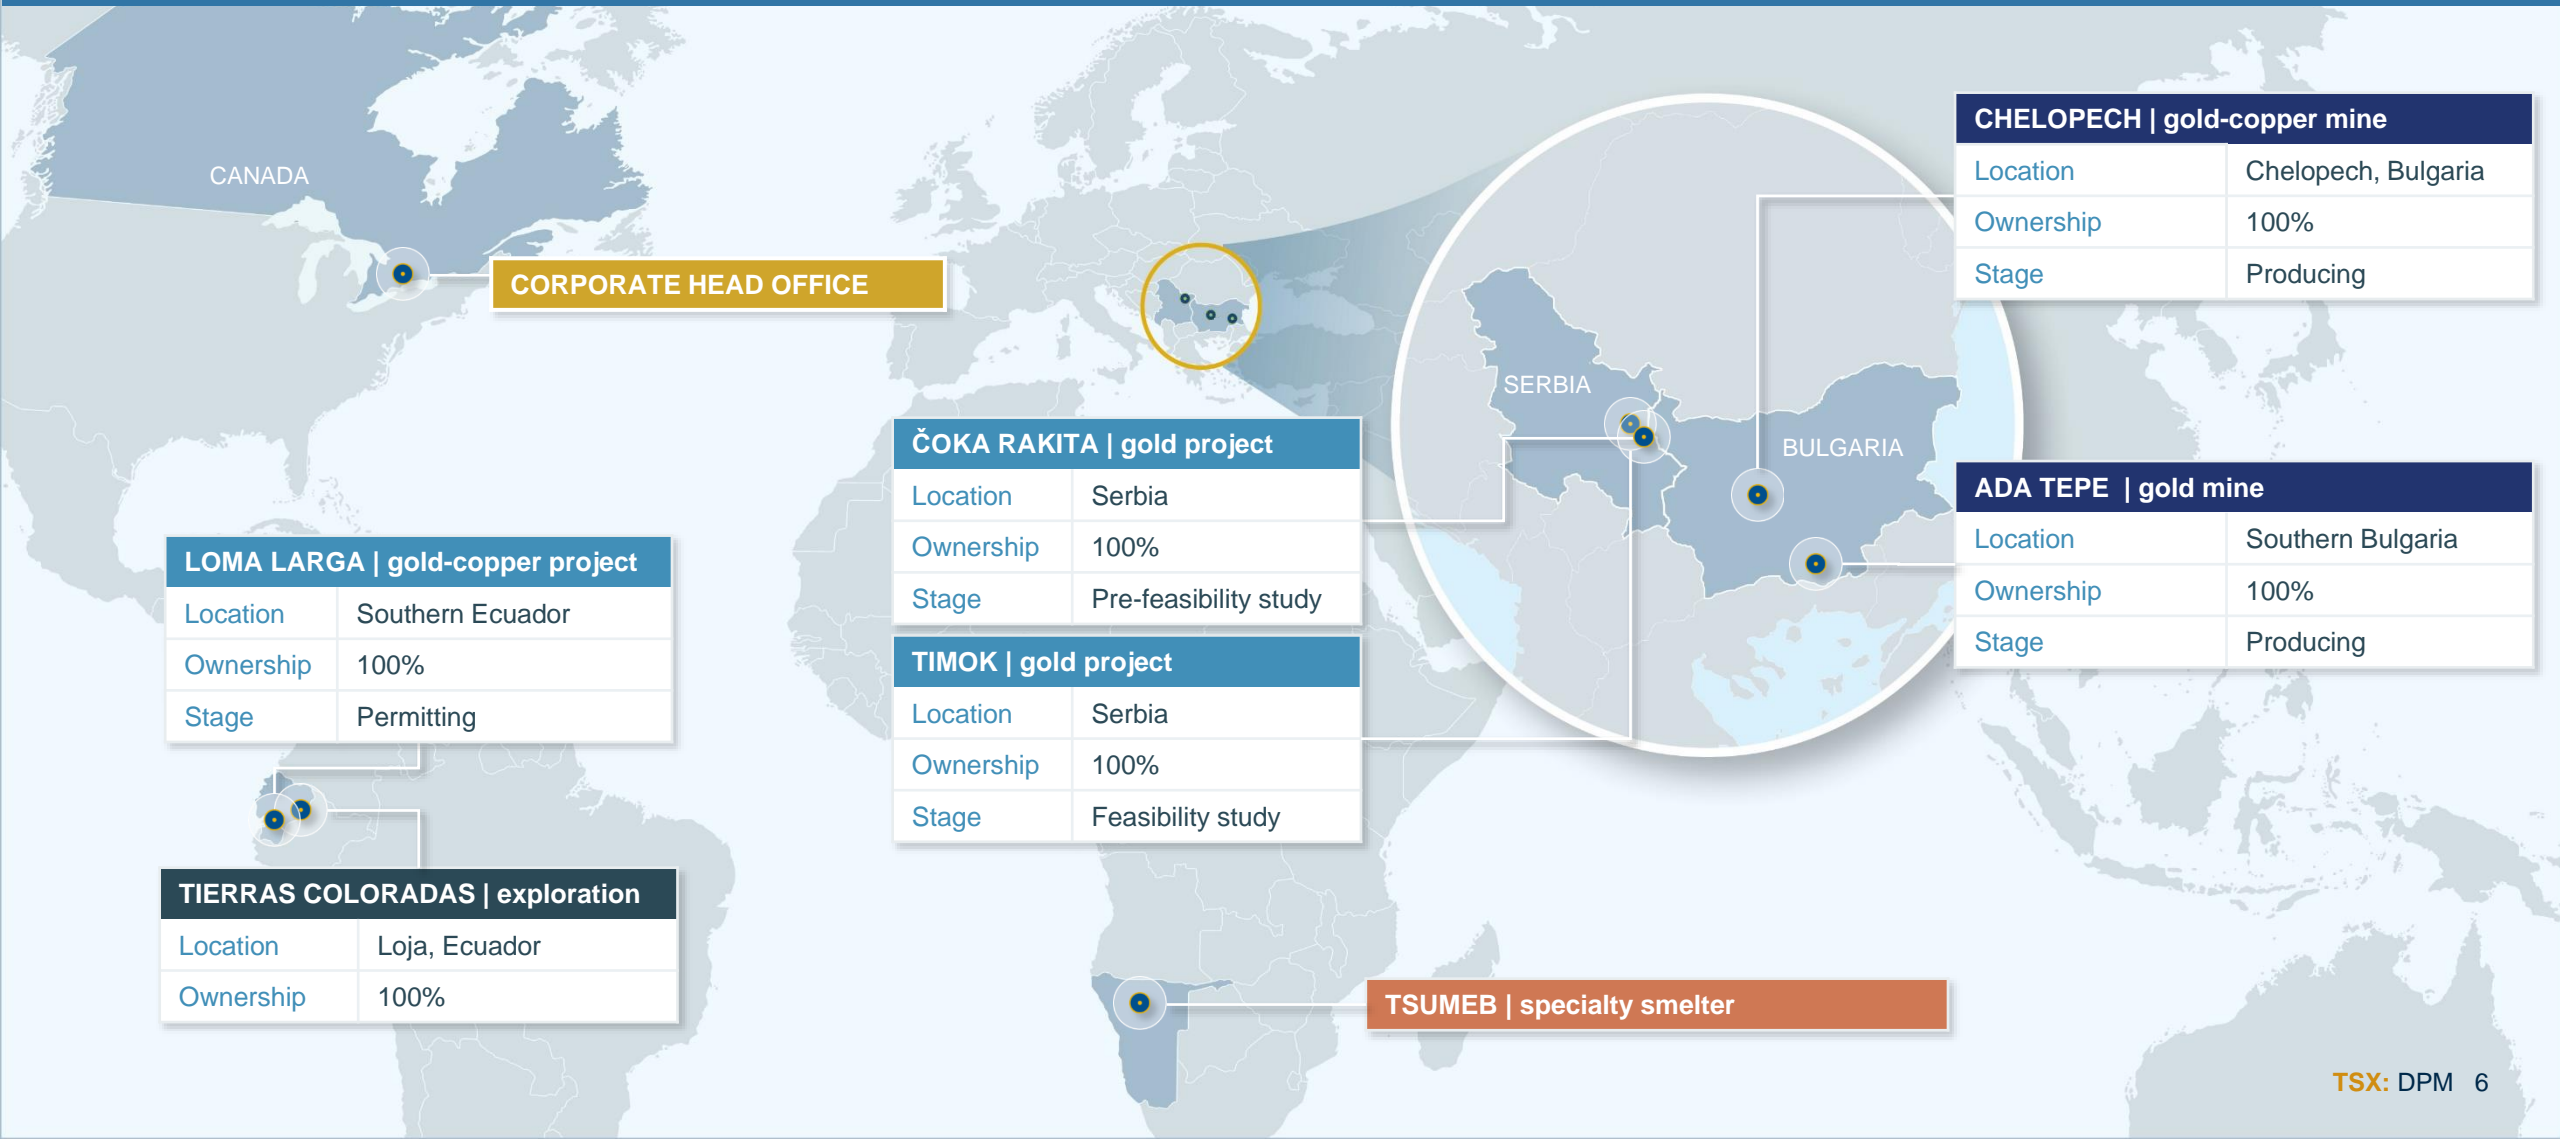 CANADA
CORPORATE HEAD OFFICE
CHELOPECH | gold-copper mine
Location Chelopech, Bulgaria
Ownership 100%
Stage Producing
SERBIA
BULGARIA
ČOKA RAKITA | gold project
Location Serbia
Ownership 100%
Stage Pre-feasibility study
ADA TEPE | gold mine
Location Southern Bulgaria
Ownership 100%
Stage Producing
LOMA LARGA | gold-copper project
Location Southern Ecuador
Ownership 100%
Stage Permitting
TIMOK | gold project
Location Serbia
Ownership 100%
Stage Feasibility study
TIERRAS COLORADAS | exploration
Location Loja, Ecuador
Ownership 100%
TSUMEB | specialty smelter
TSX: DPM 6